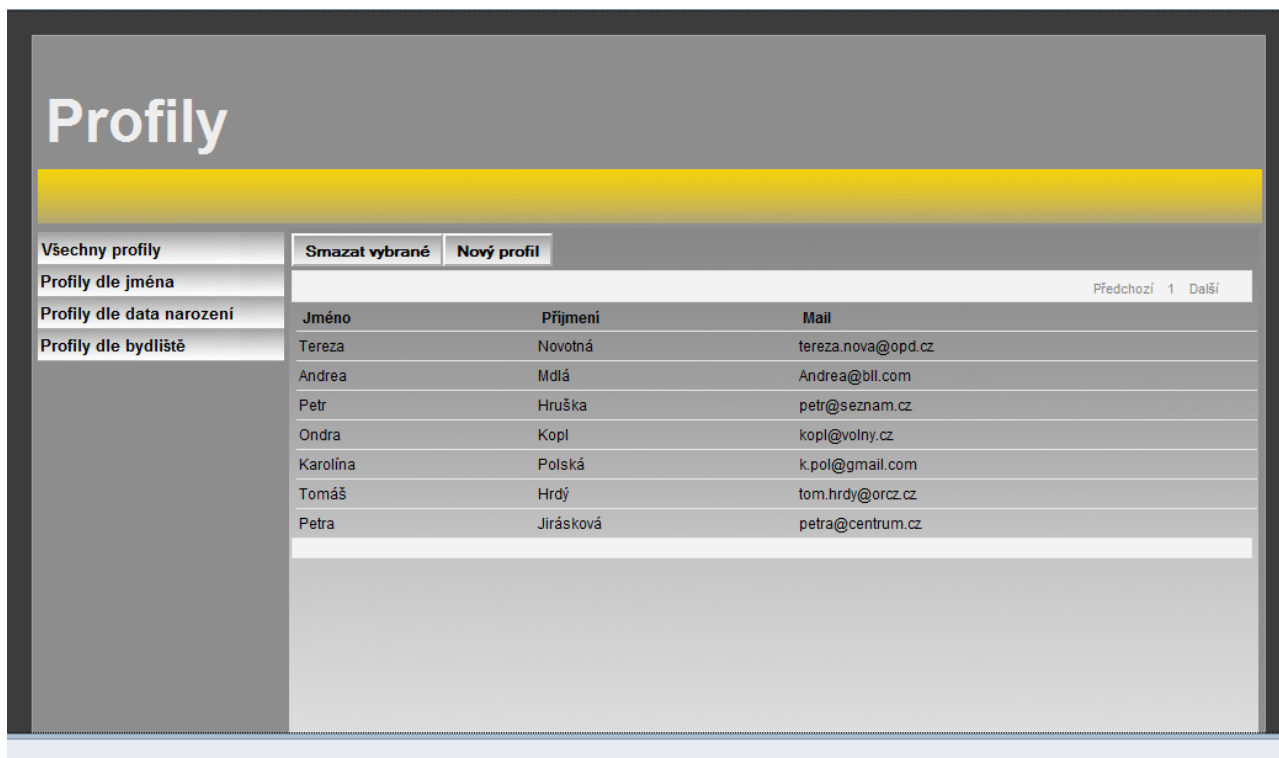 Profily
Všechny profily
Profily dle jména
Profily dle data narození
Profily dle bydliště
Smazat vybrané Nový profil
Předchozí 1 Další
Jméno Příjmení Mail
Tereza Novotná tereza.nova@opd.cz
Andrea Mdlá Andrea@bll.com
Petr Hruška petr@seznam.cz
Ondra Kopl kopl@volny.cz
Karolína Polská k.pol@gmail.com
Tomáš Hrdý tom.hrdy@orcz.cz
Petra Jirásková petra@centrum.cz